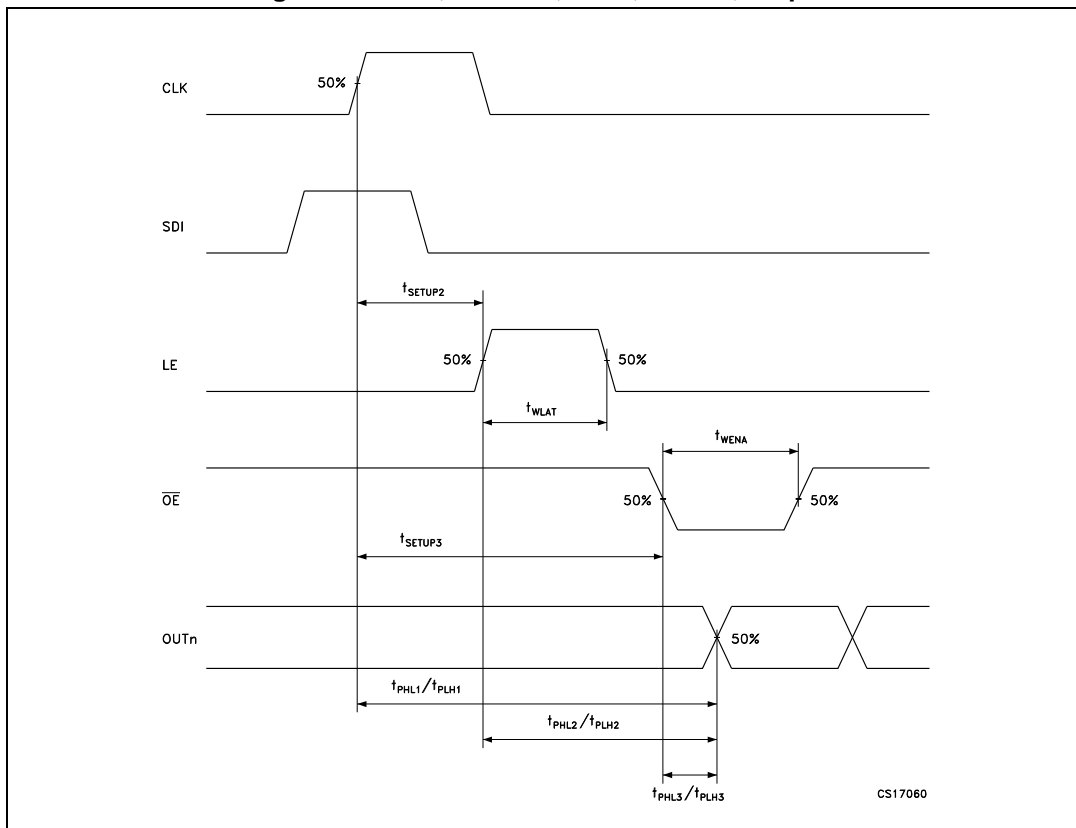 CLK
50%
SDI
tSETUP2
LE
50%
50%
tWLAT
tWENA
OE
50%
50%
tSETUP3
OUTn
50%
tPHL1/tPLH1
tPHL2/tPLH2
tPHL3/tPLH3
CS17060